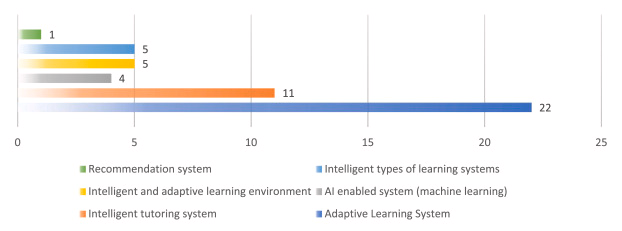 1
5
5
4
11
22
0 5 10 15 20 25
Recommendation system Intelligent types of learning systems
Intelligent and adaptive learning environment AI enabled system (machine learning)
Intelligent tutoring system Adaptive Learning System